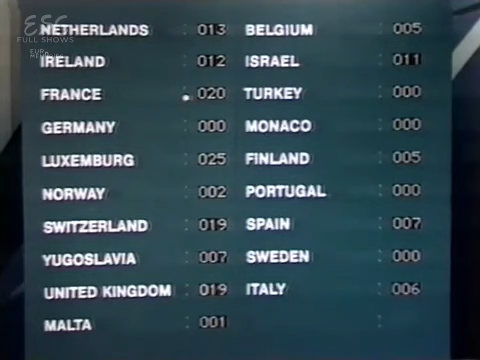 ESC
FULL SHOWS
NETHERLANDS : 013 BELGIUM : 005
IRELAND : 012 ISRAEL : 011
FRANCE : 020 TURKEY : 000
GERMANY : 000 MONACO : 000
LUXEMBURG : 025 FINLAND : 005
NORWAY : 002 PORTUGAL : 000
SWITZERLAND : 019 SPAIN : 007
YUGOSLAVIA : 007 SWEDEN : 000
UNITED KINGDOM : 019 ITALY : 006
MALTA : 001 :